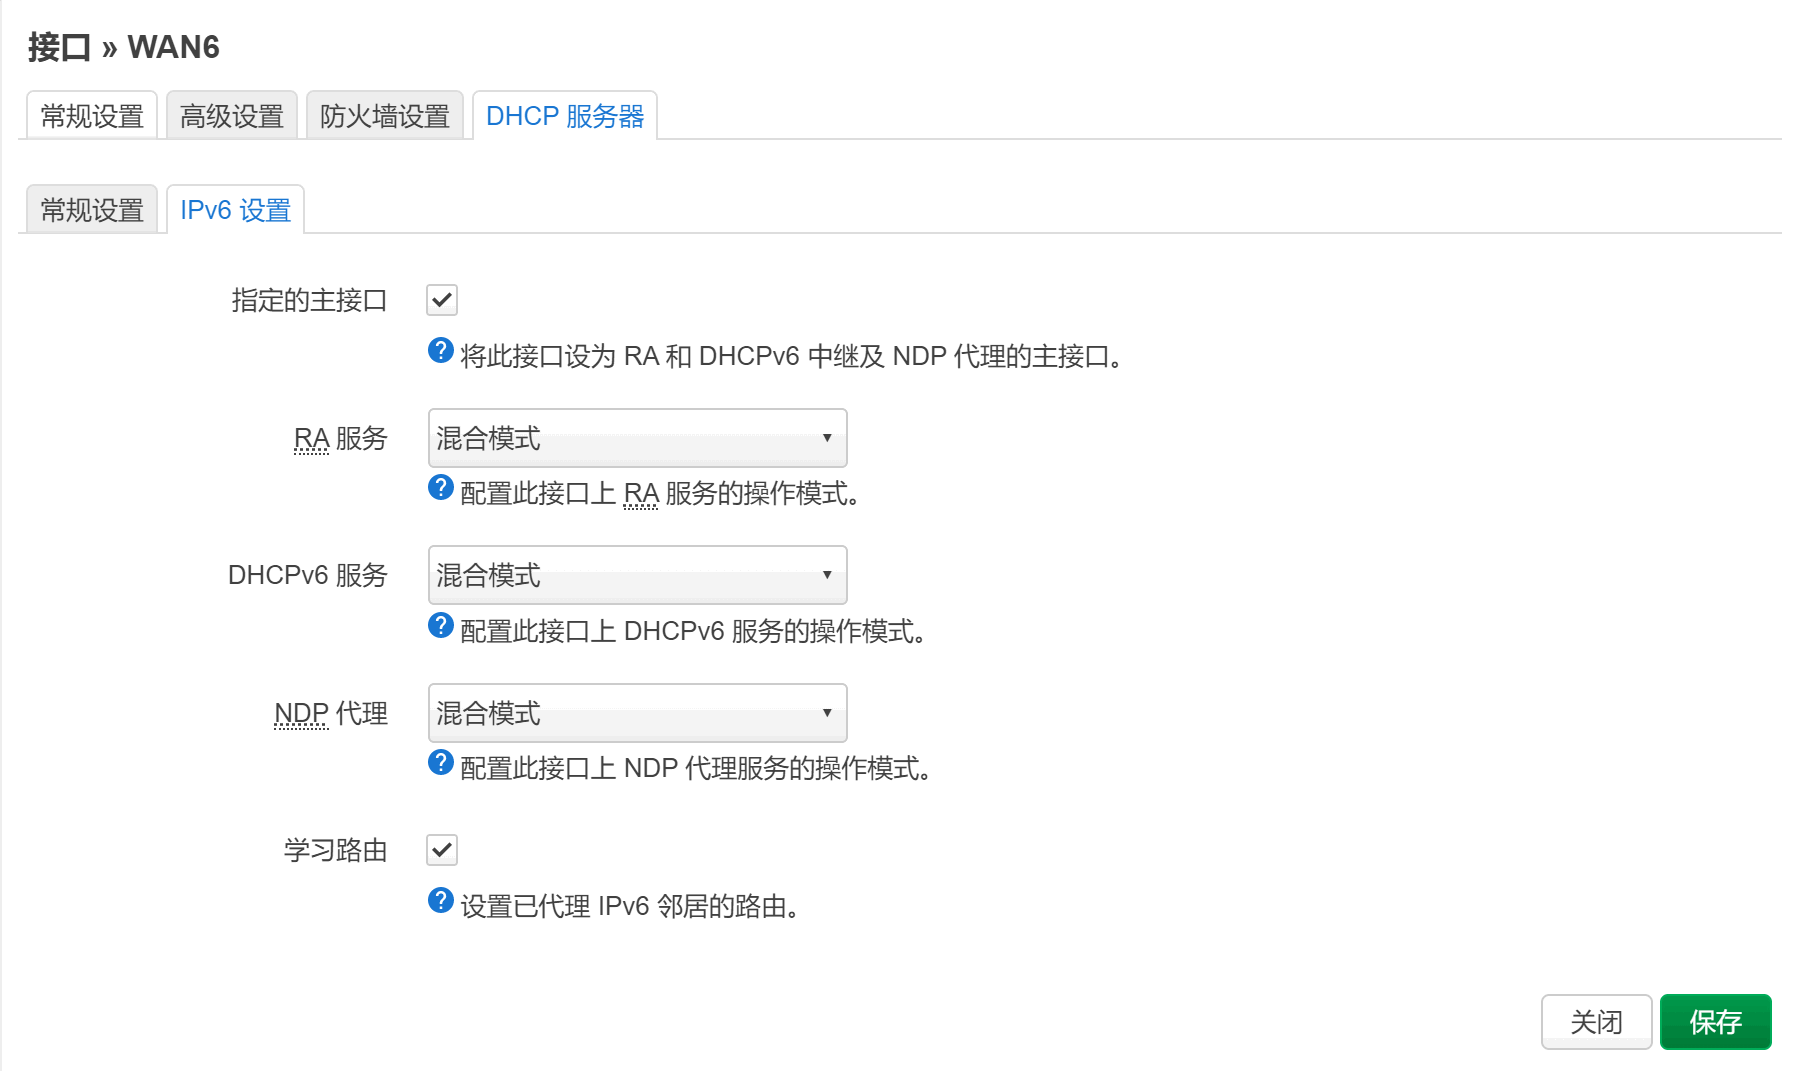 接口 » WAN6
常规设置 高级设置 防火墙设置 DHCP 服务器
常规设置 IPv6 设置
指定的主接口
将此接口设为 RA 和 DHCPv6 中继及 NDP 代理的主接口。
RA 服务 混合模式
配置此接口上 RA 服务的操作模式。
DHCPv6 服务 混合模式
配置此接口上 DHCPv6 服务的操作模式。
NDP 代理 混合模式
配置此接口上 NDP 代理服务的操作模式。
学习路由
设置已代理 IPv6 邻居的路由。
关闭 保存